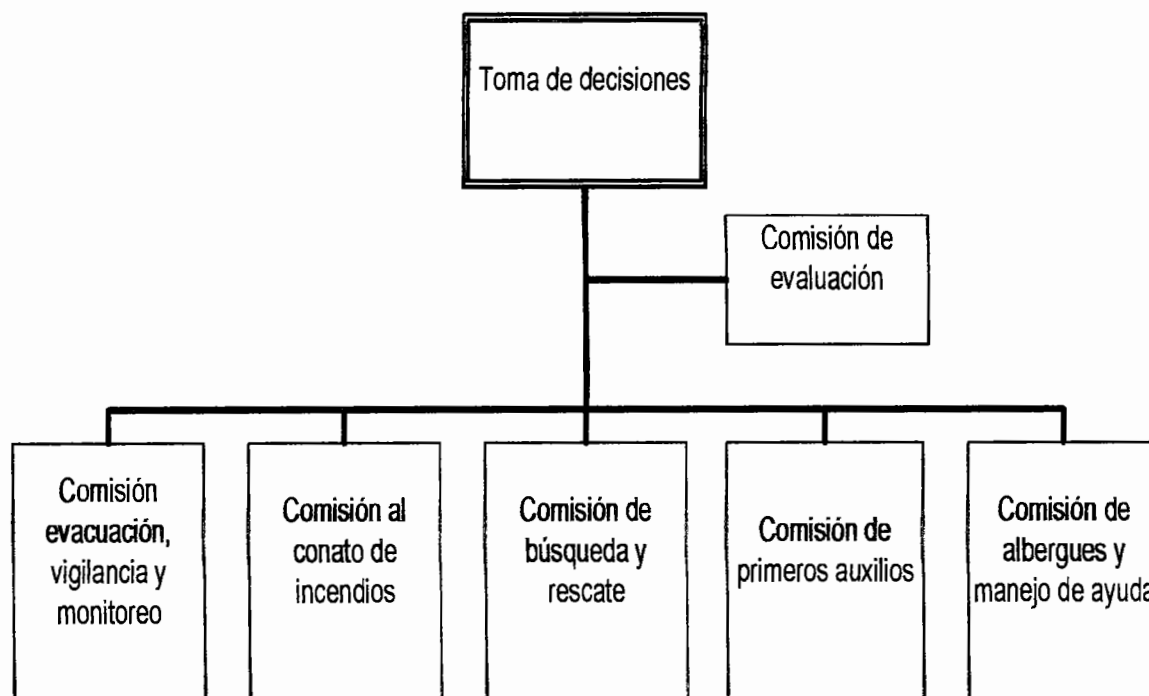 Toma de decisiones
Comisión de
evaluación
Comisión
evacuación,
vigilancia y
monitoreo
Comisión al
conato de
incendios
Comisión de
búsqueda y
rescate
Comisión de
primeros auxilios
Comisión de
albergues y
manejo de ayuda